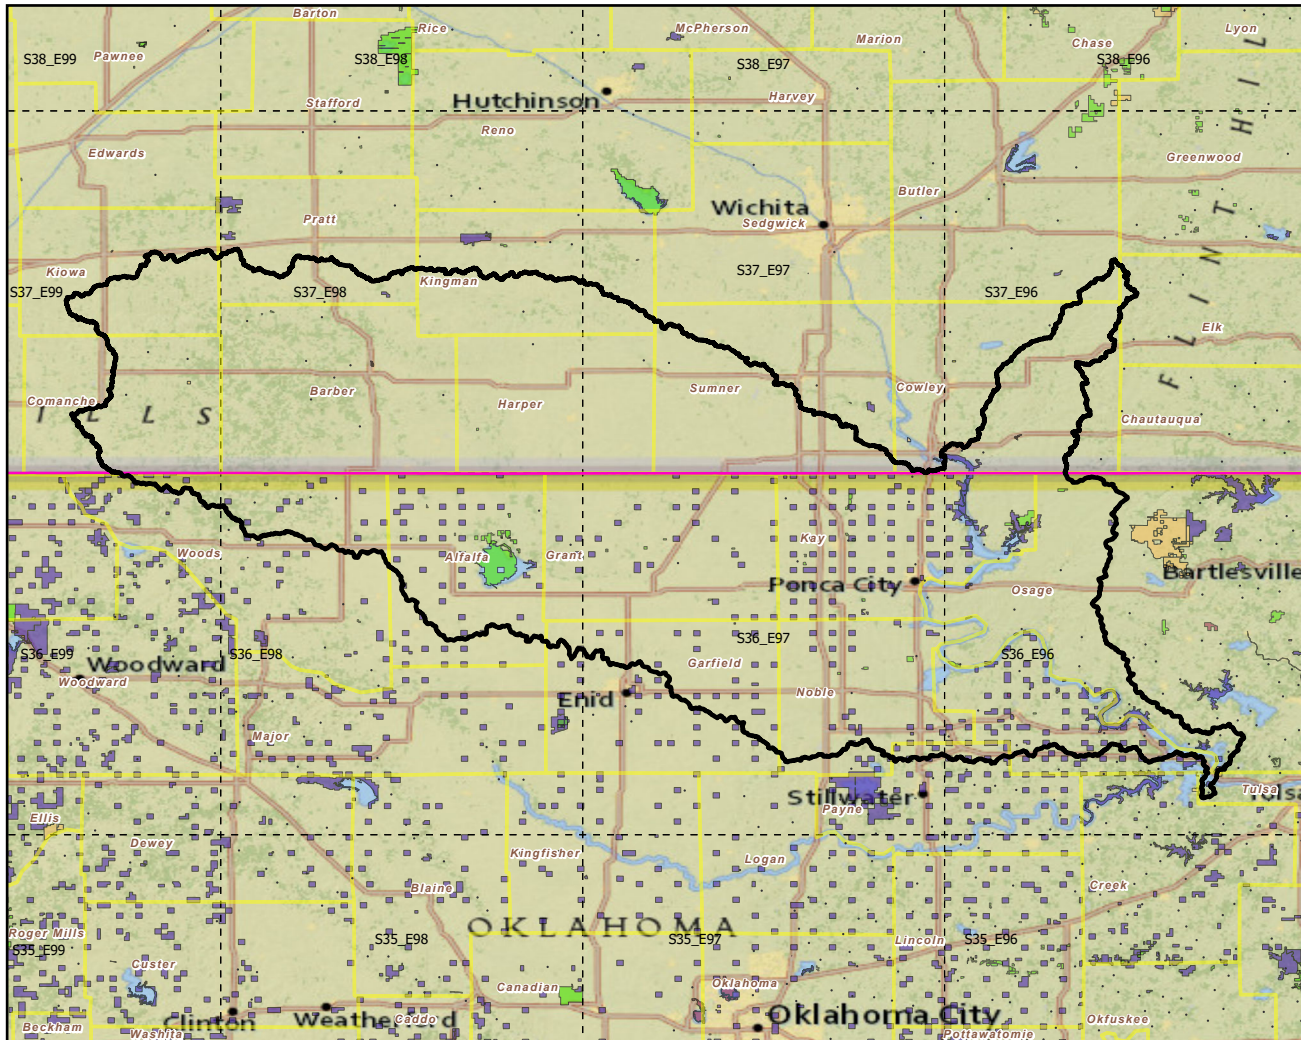 Barton
Rice
McPherson
Marion
Chase
Lyon
Pawnee
S38_E99
S38_E98
S38_E97
S38_E96
Stafford
Hutchinson
Harvey
Reno
Edwards
Greenwood
Butler
Pratt
Wichita
Sedgwick
Kiowa
Kingman
S37_E99
S37_E98
S37_E97
S37_E96
FLINT HIL
Elk
Comanche
Barber
Harper
Sumner
Cowley
Chautauqua
I L L S
Woods
Alfalfa
Grant
Kay
Ponca City
Osage
Bartlesville
S36_E99
S36_E98
S36_E97
S36_E96
Woodward
Woodward
Garfield
Enid
Noble
Major
Stillwater
Payne
Tulsa
Tulsa
Ellis
Dewey
Kingfisher
Logan
Blaine
Creek
OKLAHOMA
Roger Mills
S35_E99
S35_E98
S35_E97
Lincoln
S35_E96
Custer
Canadian
Oklahoma
Clinton
Weatherford
Caddo
Oklahoma City
Okfuskee
Beckham
Washita
Pottawatomie